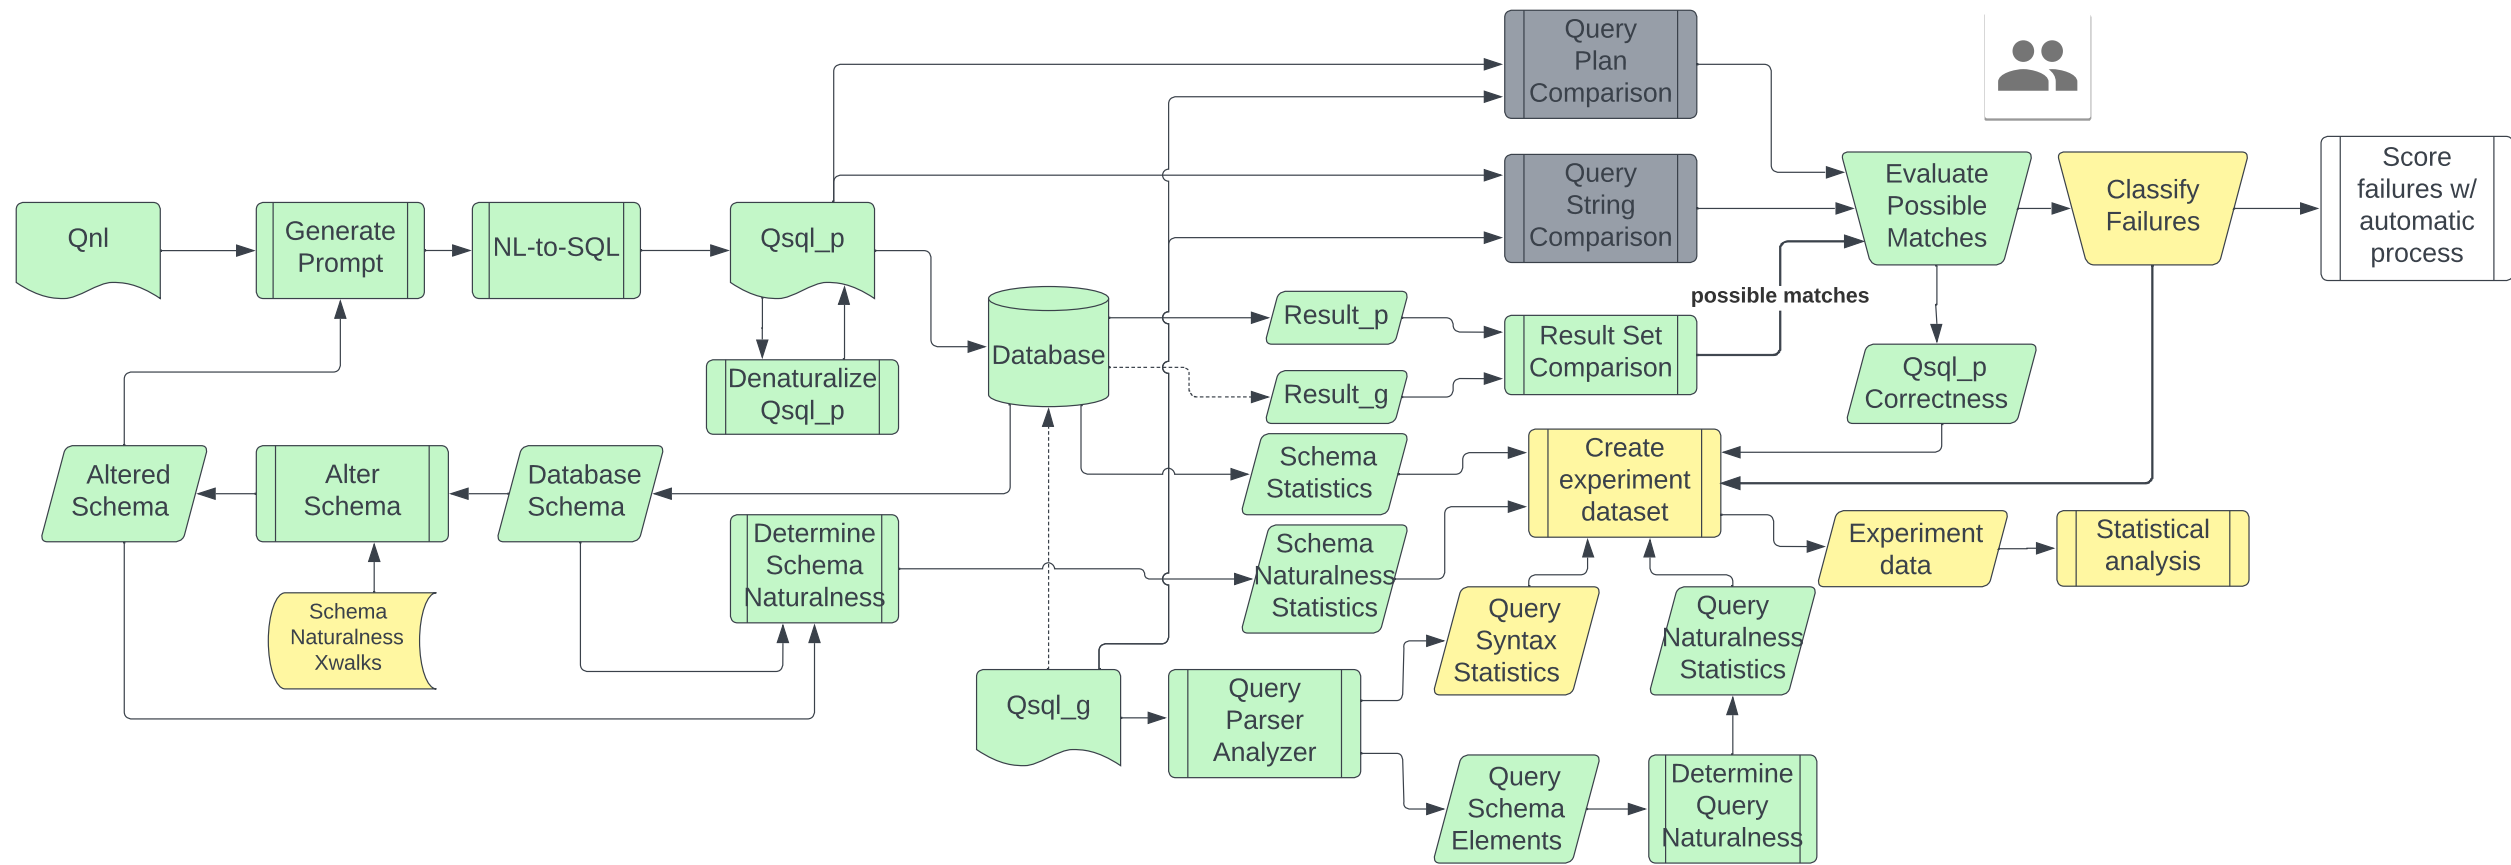 Query
Plan
Comparison
Query
String
Comparison
Evaluate
Possible
Matches
Classify
Failures
Score
failures w/
automatic
process
Qnl
Generate
Prompt
NL-to-SQL
Qsql_p
Denaturalize
Qsql_p
Database
Result_p
Result_g
Result Set
Comparison
possible matches
Qsql_p
Correctness
Altered
Schema
Alter
Schema
Database
Schema
Schema
Statistics
Create
experiment
dataset
Determine
Schema
Naturalness
Schema
Naturalness
Statistics
Experiment
data
Statistical
analysis
Schema
Naturalness
Xwalks
Query
Syntax
Statistics
Query
Naturalness
Statistics
Qsql_g
Query
Parser
Analyzer
Query
Schema
Elements
Determine
Query
Naturalness